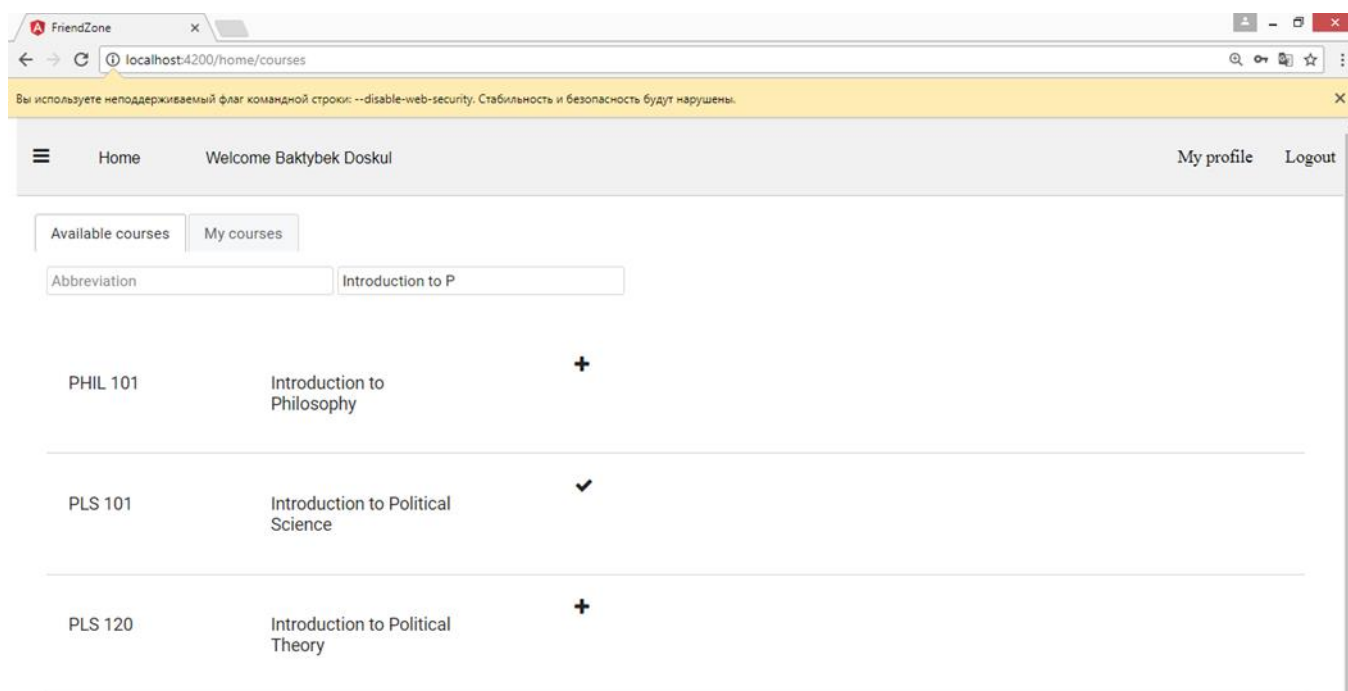 FriendZone
localhost:4200/home/courses
Вы используете неподдерживаемый флаг командной строки: --disable-web-security. Стабильность и безопасность будут нарушены.
Home Welcome Baktybek Doskul My profile Logout
Available courses My courses
Abbreviation Introduction to P
PHIL 101 Introduction to
Philosophy
PLS 101 Introduction to Political
Science
PLS 120 Introduction to Political
Theory